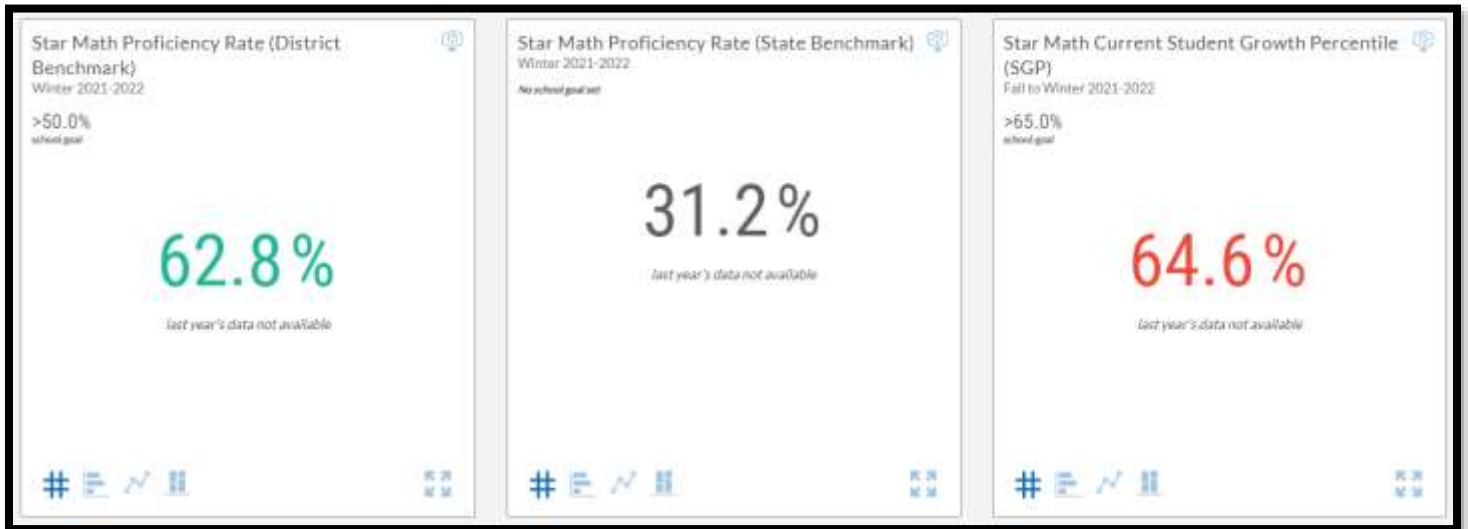 Star Math Proficiency Rate (District
Benchmark)
Winter 2021-2022
>50.0%
school goal
62.8%
last year's data not available
Star Math Proficiency Rate (State Benchmark)
Winter 2021-2022
No school goal set
31.2%
last year's data not available
Star Math Current Student Growth Percentile
(SGP)
Fall to Winter 2021-2022
>65.0%
school goal
64.6%
last year's data not available